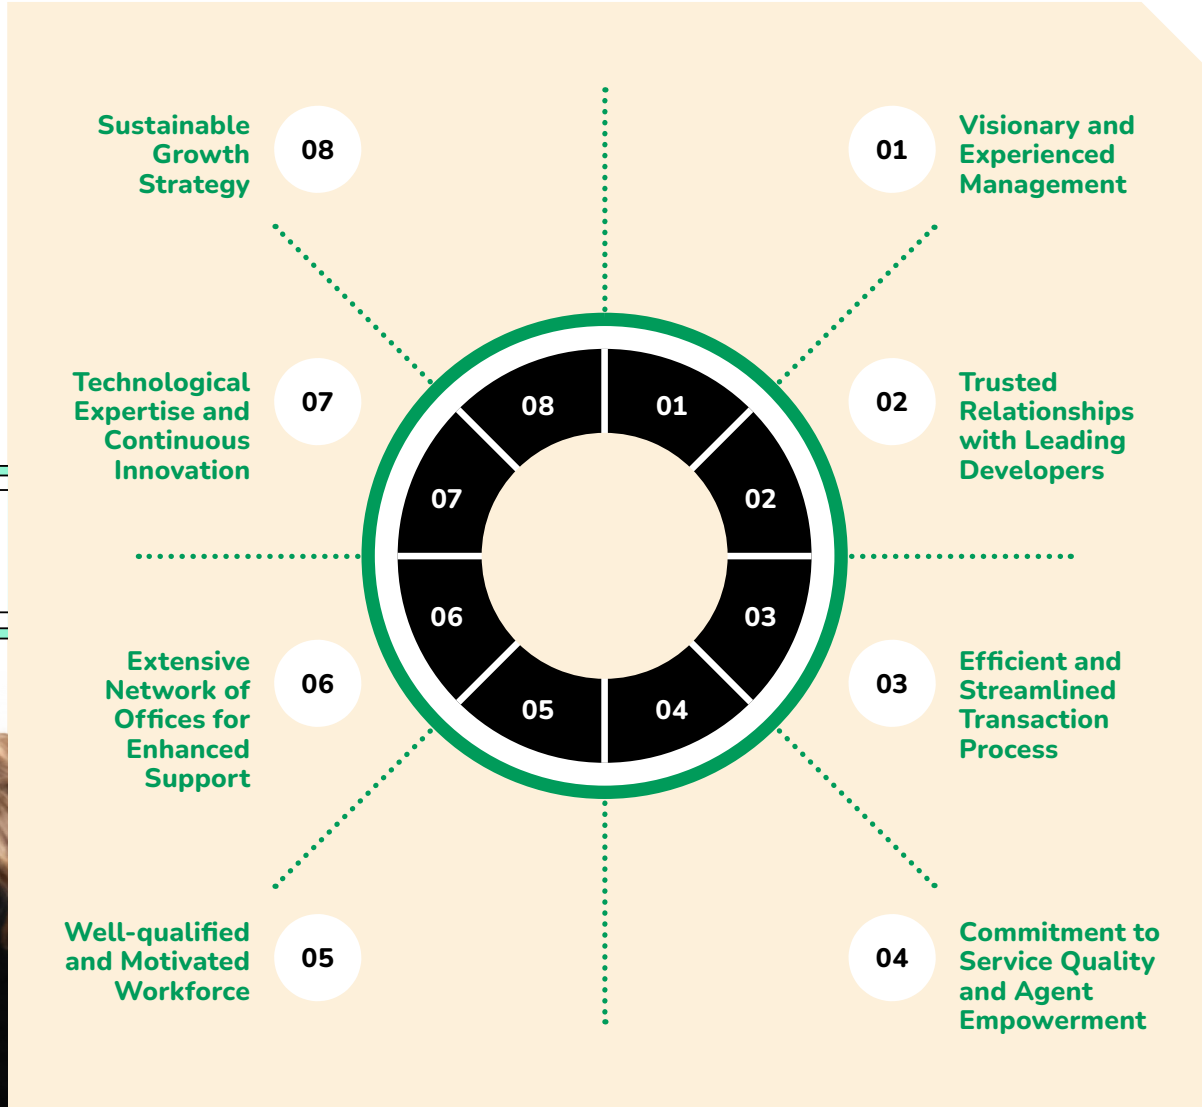 08
Sustainable
Growth
Strategy
01
Visionary and
Experienced
Management
07
Technological
Expertise and
Continuous
Innovation
02
Trusted
Relationships
with Leading
Developers
08
01
07
02
06
03
05
04
06
Extensive
Network of
Offices for
Enhanced
Support
03
Efficient and
Streamlined
Transaction
Process
05
Well-qualified
and Motivated
Workforce
04
Commitment to
Service Quality
and Agent
Empowerment